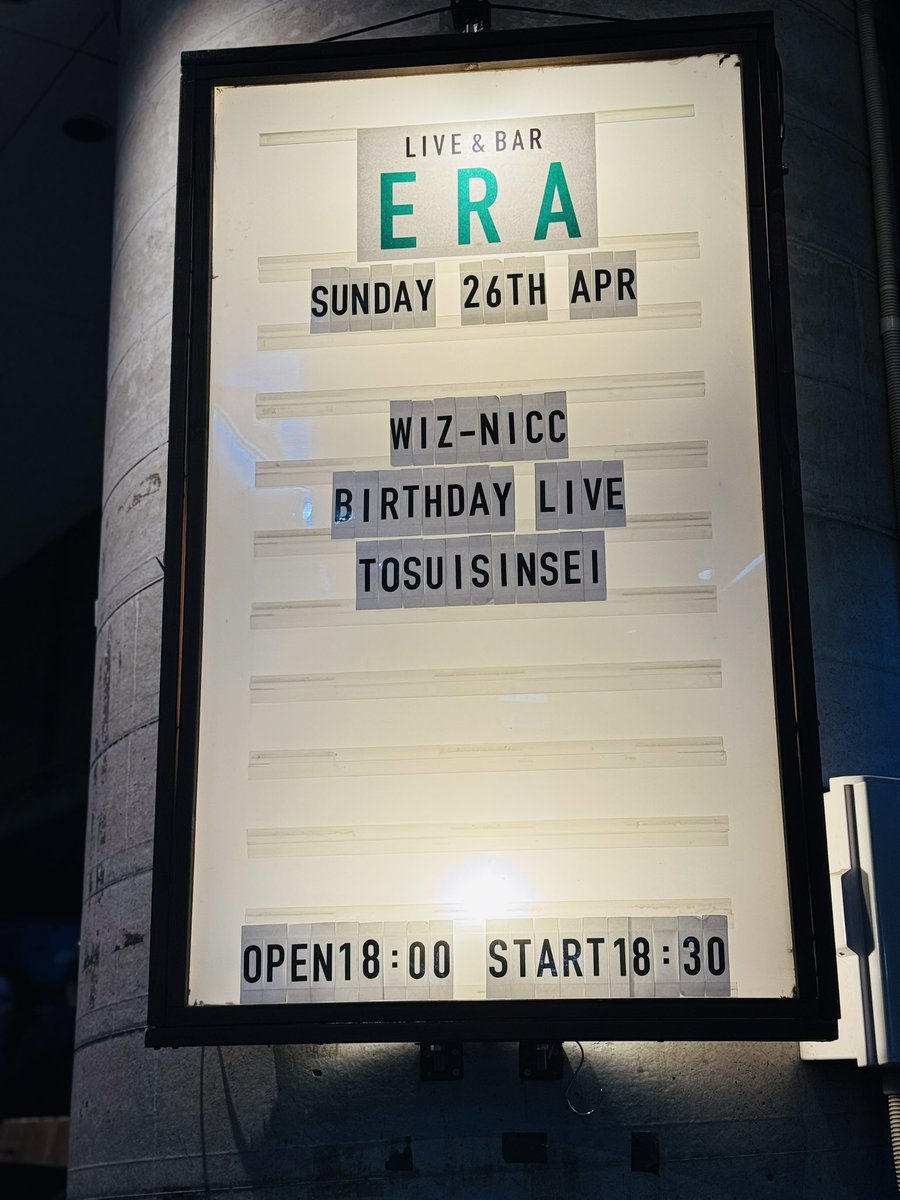 LIVE & BAR
ERA
SUNDAY 26TH APR
WIZ-NICC
BIRTHDAY LIVE
TOSUISINSEI
OPEN18:00 START18:30